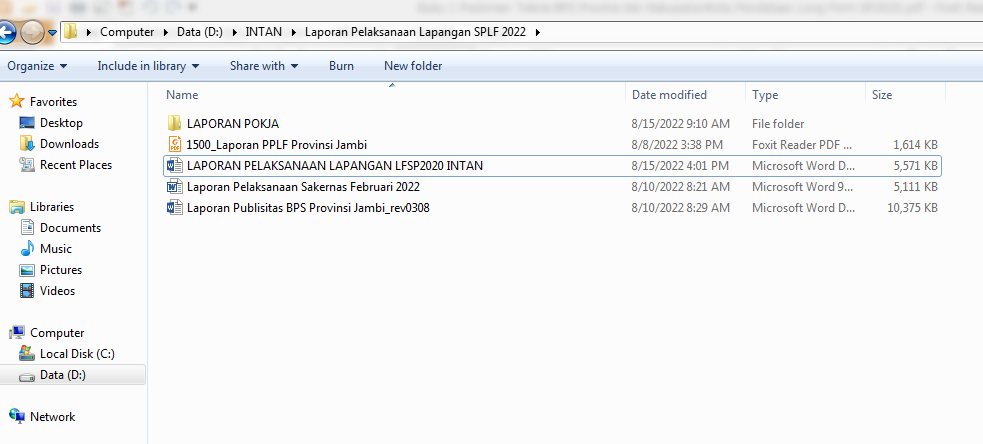 Computer Data (D:) INTAN Laporan Pelaksanaan Lapangan SPLF 2022
Organize Include in library Share with Burn New folder
Name Date modified Type Size
Favorites
Desktop
Downloads
Recent Places
Libraries
Documents
Music
Pictures
Videos
Computer
Local Disk (C:)
Data (D:)
Network
LAPORAN POKJA 8/15/2022 9:10 AM File folder
1500_Laporan PPLF Provinsi Jambi 8/8/2022 3:38 PM Foxit Reader PDF ... 1,614 KB
LAPORAN PELAKSANAAN LAPANGAN LFSP2020 INTAN 8/15/2022 4:01 PM Microsoft Word D... 5,571 KB
Laporan Pelaksanaan Sakernas Februari 2022 8/10/2022 8:21 AM Microsoft Word 9... 5,111 KB
Laporan Publisitas BPS Provinsi Jambi_rev0308 8/10/2022 8:29 AM Microsoft Word D... 10,375 KB